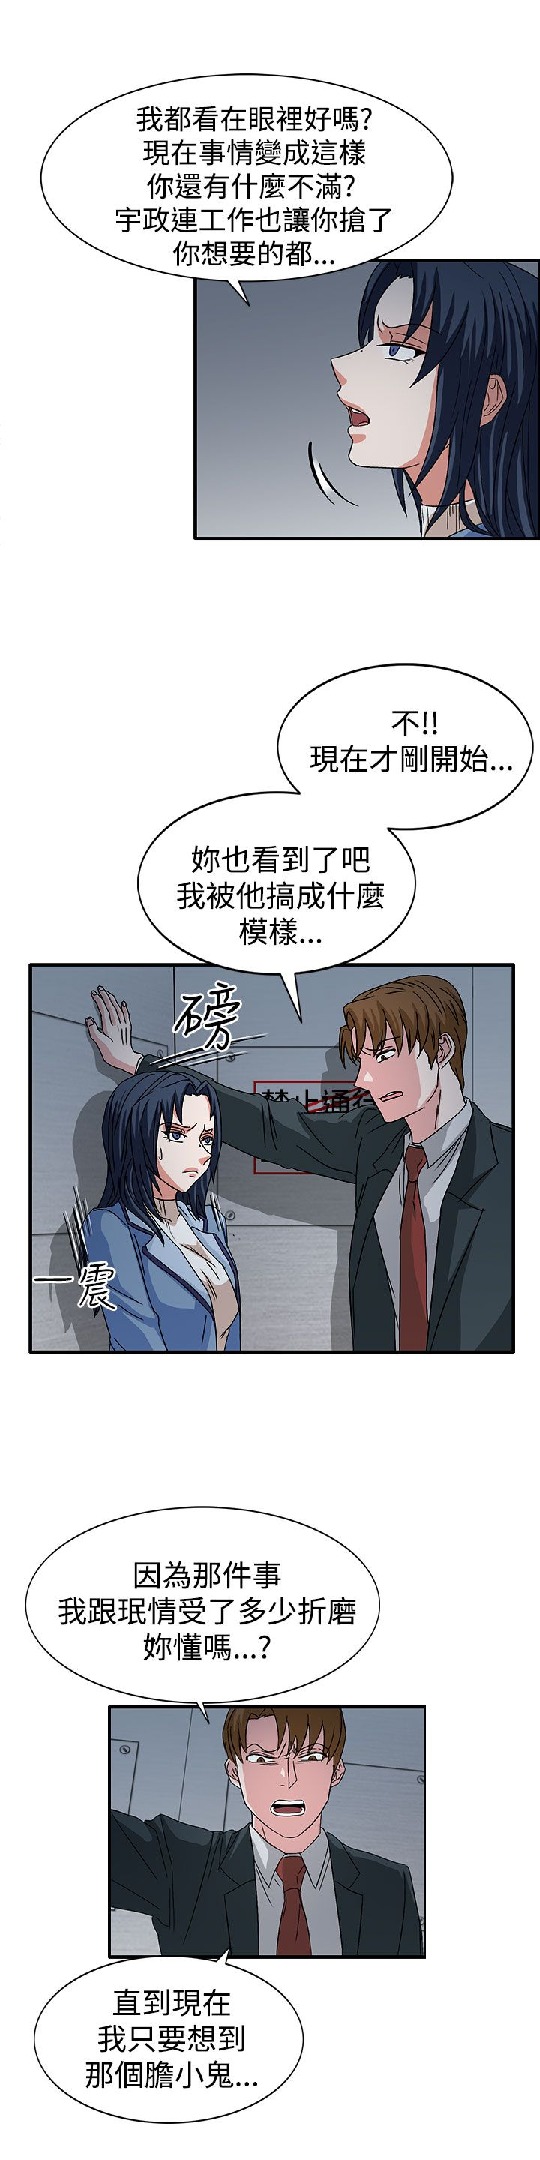 我都看在眼裡好嗎?
現在事情變成這樣
你還有什麼不滿?
宇政連工作也讓你搶了
你想要的都...
不!!
現在才剛開始...
妳也看到了吧
我被他搞成什麼
模樣...
磅
禁止通行
一震
因為那件事
我跟珉情受了多少折磨
妳懂嗎...?
直到現在
我只要想到
那個膽小鬼...